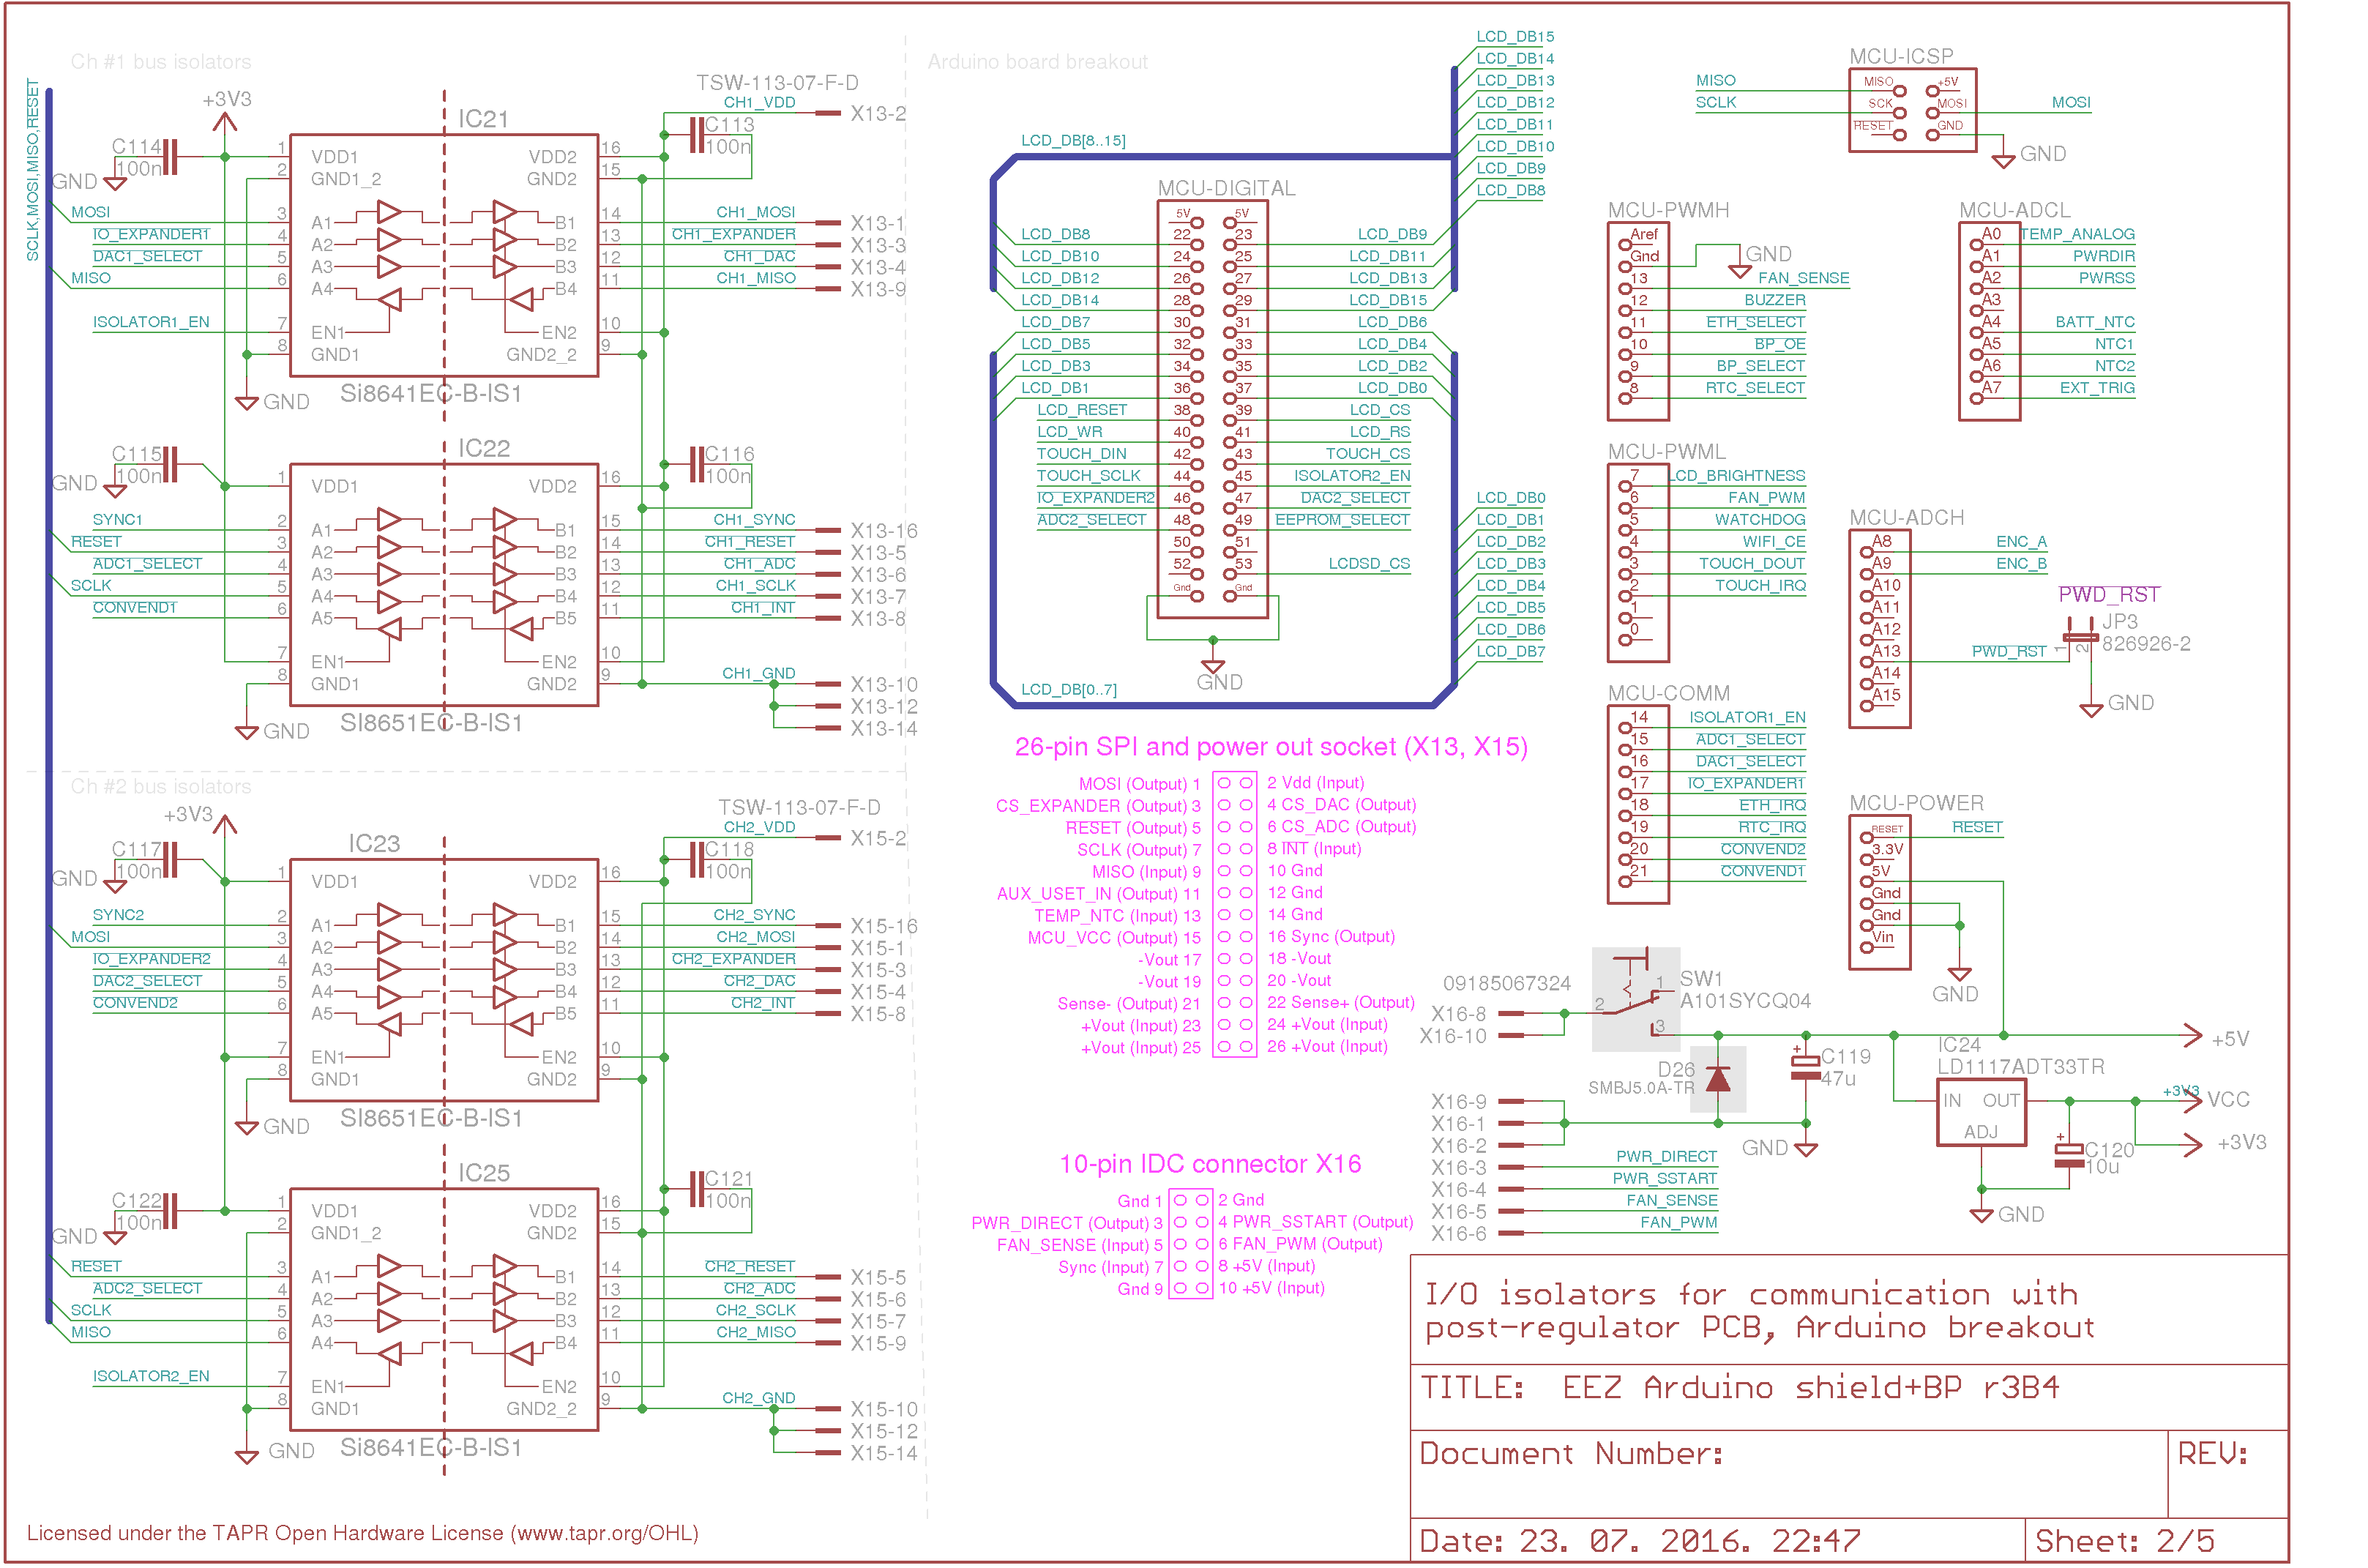 Ch #1 bus isolators
SCLK,MOSI,MISO,RESET
+3V3
C114
100n
GND
IC21
1 VDD1
2 GND1_2
MOSI 3 A1
IO_EXPANDER1 4 A2
DAC1_SELECT 5 A3
MISO 6 A4
ISOLATOR1_EN 7 EN1
8 GND1
GND
Si8641EC-B-IS1
VDD2 16
GND2 15
B1 14 CH1_MOSI X13-1
B2 13 CH1_EXPANDER X13-3
B3 12 CH1_DAC X13-4
B4 11 CH1_MISO X13-9
EN2 10
GND2_2 9
TSW-113-07-F-D
CH1_VDD X13-2
C113
100n
C115
100n
GND
IC22
1 VDD1
SYNC1 2 A1
RESET 3 A2
ADC1_SELECT 4 A3
SCLK 5 A4
CONVEND1 6 A5
7 EN1
8 GND1
GND
SI8651EC-B-IS1
C116
100n
VDD2 16
B1 15 CH1_SYNC X13-16
B2 14 CH1_RESET X13-5
B3 13 CH1_ADC X13-6
B4 12 CH1_SCLK X13-7
B5 11 CH1_INT X13-8
EN2 10
GND2 9 CH1_GND X13-10
X13-12
X13-14
Ch #2 bus isolators
+3V3
C117
100n
GND
IC23
1 VDD1
SYNC2 2 A1
MOSI 3 A2
IO_EXPANDER2 4 A3
DAC2_SELECT 5 A4
CONVEND2 6 A5
7 EN1
8 GND1
GND
SI8651EC-B-IS1
TSW-113-07-F-D
CH2_VDD X15-2
C118
100n
VDD2 16
B1 15 CH2_SYNC X15-16
B2 14 CH2_MOSI X15-1
B3 13 CH2_EXPANDER X15-3
B4 12 CH2_DAC X15-4
B5 11 CH2_INT X15-8
EN2 10
GND2 9
C122
100n
GND
IC25
1 VDD1
2 GND1_2
RESET 3 A1
ADC2_SELECT 4 A2
SCLK 5 A3
MISO 6 A4
ISOLATOR2_EN 7 EN1
8 GND1
GND
Si8641EC-B-IS1
C121
100n
VDD2 16
GND2 15
B1 14 CH2_RESET X15-5
B2 13 CH2_ADC X15-6
B3 12 CH2_SCLK X15-7
B4 11 CH2_MISO X15-9
EN2 10
GND2_2 9 CH2_GND X15-10
X15-12
X15-14
Licensed under the TAPR Open Hardware License (www.tapr.org/OHL)
Arduino board breakout
LCD_DB[8..15]
LCD_DB15
LCD_DB14
LCD_DB13
LCD_DB12
LCD_DB11
LCD_DB10
LCD_DB9
LCD_DB8
MCU-DIGITAL
5V 5V
LCD_DB8 22 23 LCD_DB9
LCD_DB10 24 25 LCD_DB11
LCD_DB12 26 27 LCD_DB13
LCD_DB14 28 29 LCD_DB15
LCD_DB7 30 31 LCD_DB6
LCD_DB5 32 33 LCD_DB4
LCD_DB3 34 35 LCD_DB2
LCD_DB1 36 37 LCD_DB0
LCD_RESET 38 39 LCD_CS
LCD_WR 40 41 LCD_RS
TOUCH_DIN 42 43 TOUCH_CS
TOUCH_SCLK 44 45 ISOLATOR2_EN
IO_EXPANDER2 46 47 DAC2_SELECT
ADC2_SELECT 48 49 EEPROM_SELECT
50 51
52 53 LCDSD_CS
Gnd Gnd
GND
LCD_DB[0..7]
LCD_DB0
LCD_DB1
LCD_DB2
LCD_DB3
LCD_DB4
LCD_DB5
LCD_DB6
LCD_DB7
26-pin SPI and power out socket (X13, X15)
MOSI (Output) 1 2 Vdd (Input)
CS_EXPANDER (Output) 3 4 CS_DAC (Output)
RESET (Output) 5 6 CS_ADC (Output)
SCLK (Output) 7 8 INT (Input)
MISO (Input) 9 10 Gnd
AUX_USET_IN (Output) 11 12 Gnd
TEMP_NTC (Input) 13 14 Gnd
MCU_VCC (Output) 15 16 Sync (Output)
-Vout 17 18 -Vout
-Vout 19 20 -Vout
Sense- (Output) 21 22 Sense+ (Output)
+Vout (Input) 23 24 +Vout (Input)
+Vout (Input) 25 26 +Vout (Input)
10-pin IDC connector X16
Gnd 1 2 Gnd
PWR_DIRECT (Output) 3 4 PWR_SSTART (Output)
FAN_SENSE (Input) 5 6 FAN_PWM (Output)
Sync (Input) 7 8 +5V (Input)
Gnd 9 10 +5V (Input)
MCU-ICSP
MISO MISO +5V
SCLK SCK MOSI MOSI
RESET GND
GND
MCU-PWMH
Aref
Gnd GND
13 FAN_SENSE
12 BUZZER
11 ETH_SELECT
10 BP_OE
9 BP_SELECT
8 RTC_SELECT
MCU-ADCL
A0 TEMP_ANALOG
A1 PWRDIR
A2 PWRSS
A3
A4 BATT_NTC
A5 NTC1
A6 NTC2
A7 EXT_TRIG
MCU-PWML
7 LCD_BRIGHTNESS
6 FAN_PWM
5 WATCHDOG
4 WIFI_CE
3 TOUCH_DOUT
2 TOUCH_IRQ
1
0
MCU-ADCH
A8 ENC_A
A9 ENC_B
A10
A11
A12
A13 PWD_RST
A14
A15
PWD_RST
JP3
826926-2
1 2
GND
MCU-COMM
14 ISOLATOR1_EN
15 ADC1_SELECT
16 DAC1_SELECT
17 IO_EXPANDER1
18 ETH_IRQ
19 RTC_IRQ
20 CONVEND2
21 CONVEND1
MCU-POWER
RESET RESET
3.3V
5V
Gnd
Gnd
Vin
GND
09185067324
X16-8
X16-10
SW1
A101SYCQ04
1
2
3
D26
SMBJ5.0A-TR
C119
47u
+
GND
+5V
IC24
LD1117ADT33TR
IN OUT
ADJ
+3V3
VCC
+3V3
C120
10u
+
GND
X16-9
X16-1
X16-2
X16-3 PWR_DIRECT
X16-4 PWR_SSTART
X16-5 FAN_SENSE
X16-6 FAN_PWM
I/O isolators for communication with
post-regulator PCB, Arduino breakout
TITLE: EEZ Arduino shield+BP r3B4
Document Number:
REV:
Date: 23. 07. 2016. 22:47
Sheet: 2/5